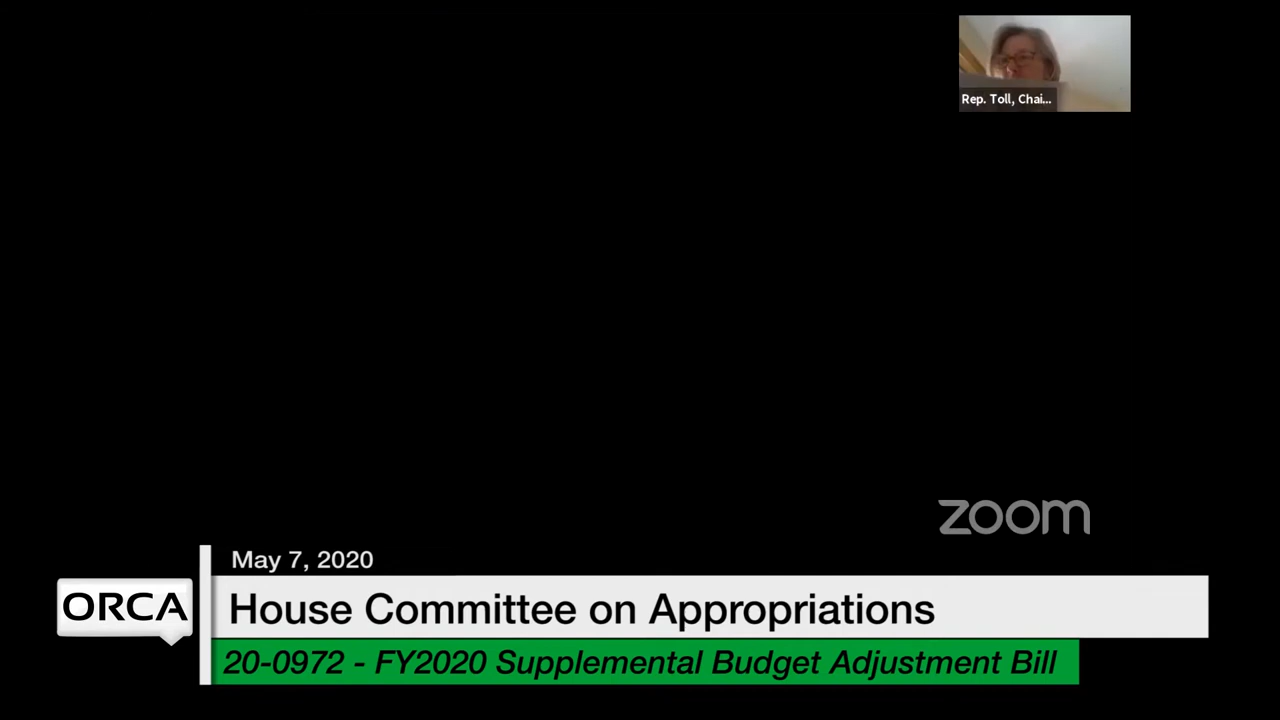 Rep. Toll, Chai...
zoom
May 7, 2020
ORCA
House Committee on Appropriations
20-0972 - FY2020 Supplemental Budget Adjustment Bill